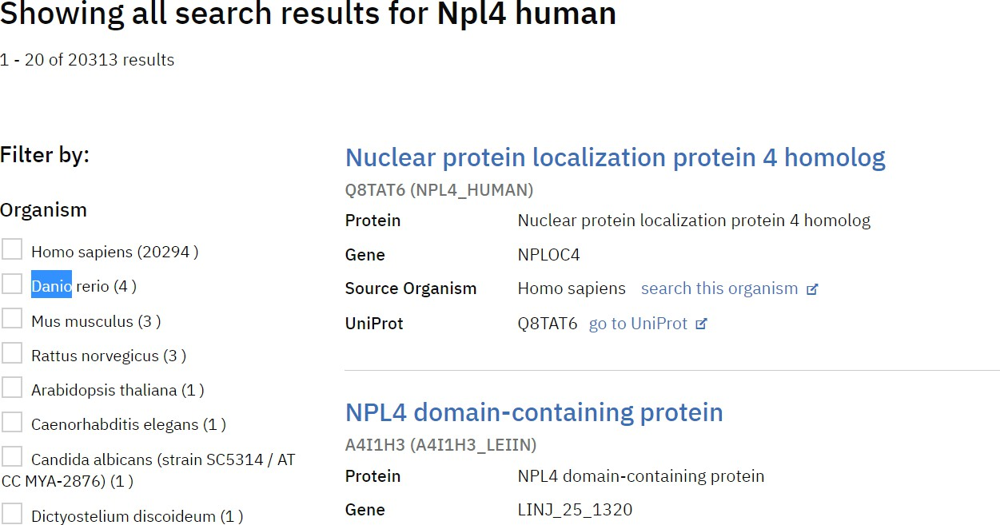 Showing all search results for Npl4 human
1 - 20 of 20313 results
Filter by:
Organism
Homo sapiens (20294 )
Danio rerio (4 )
Mus musculus (3 )
Rattus norvegicus (3 )
Arabidopsis thaliana (1 )
Caenorhabditis elegans (1 )
Candida albicans (strain SC5314 / AT
CC MYA-2876) (1 )
Dictyostelium discoideum (1 )
Nuclear protein localization protein 4 homolog
Q8TAT6 (NPL4_HUMAN)
Protein Nuclear protein localization protein 4 homolog
Gene NPLOC4
Source Organism Homo sapiens search this organism
UniProt Q8TAT6 go to UniProt
NPL4 domain-containing protein
A4I1H3 (A4I1H3_LEIIN)
Protein NPL4 domain-containing protein
Gene LINJ_25_1320